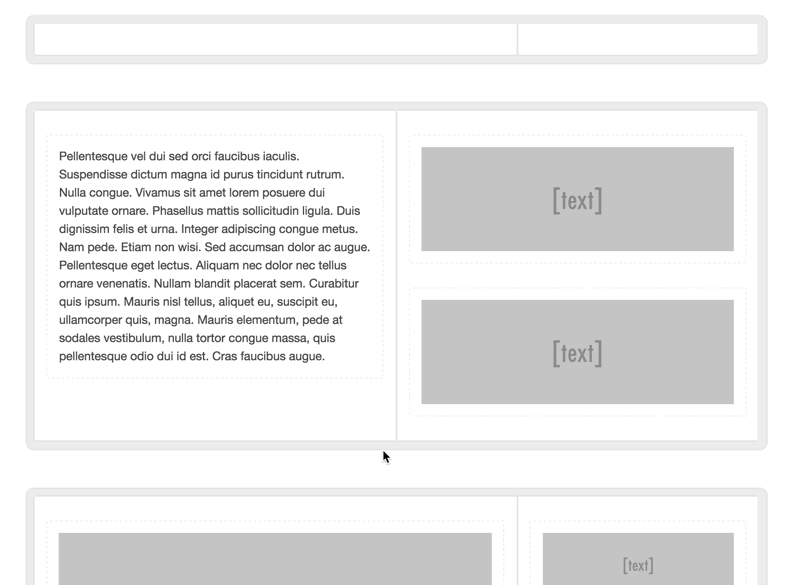 Pellentesque vel dui sed orci faucibus iaculis.
Suspendisse dictum magna id purus tincidunt rutrum.
Nulla congue. Vivamus sit amet lorem posuere dui
vulputate ornare. Phasellus mattis sollicitudin ligula. Duis
dignissim felis et urna. Integer adipiscing congue metus.
Nam pede. Etiam non wisi. Sed accumsan dolor ac augue.
Pellentesque eget lectus. Aliquam nec dolor nec tellus
ornare venenatis. Nullam blandit placerat sem. Curabitur
quis ipsum. Mauris nisl tellus, aliquet eu, suscipit eu,
ullamcorper quis, magna. Mauris elementum, pede at
sodales vestibulum, nulla tortor congue massa, quis
pellentesque odio dui id est. Cras faucibus augue.
[text]
[text]
[text]